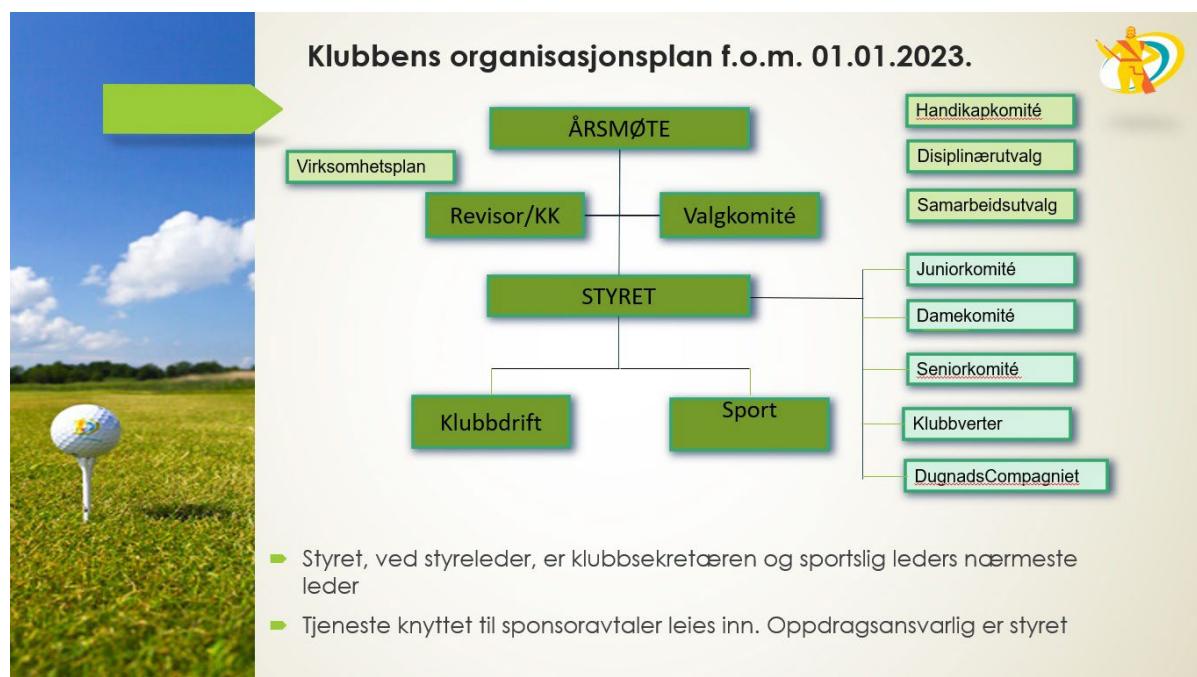 Klubbens organisasjonsplan f.o.m. 01.01.2023.
ÅRSMØTE
Virksomhetsplan
Revisor/KK
Valgkomité
STYRET
Klubbdrift
Sport
Handikapkomité
Disiplinærutvalg
Samarbeidsutvalg
Juniorkomité
Damekomité
Seniorkomité
Klubbverter
DugnadsCompagniet
Styret, ved styreleder, er klubbsekretæren og sportslig leders nærmeste
leder
Tjeneste knyttet til sponsoravtaler leies inn. Oppdragsansvarlig er styret